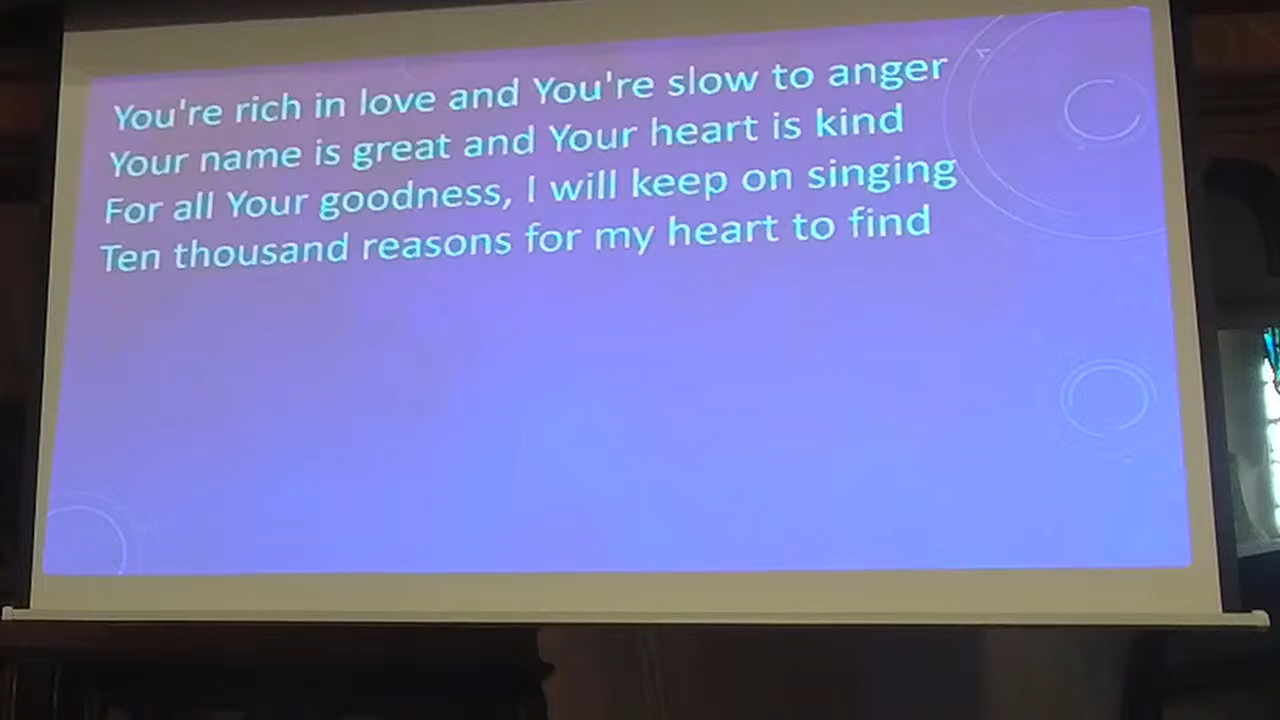 You're rich in love and You're slow to anger
Your name is great and Your heart is kind
For all Your goodness, I will keep on singing
Ten thousand reasons for my heart to find